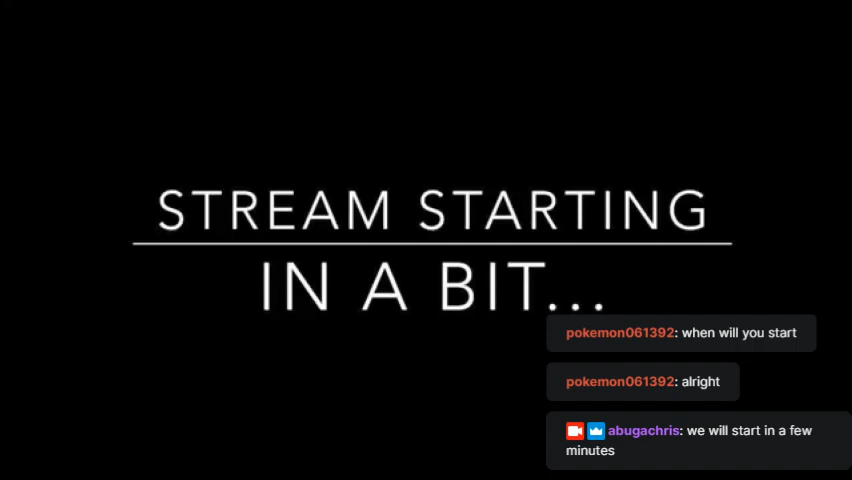 STREAM STARTING
IN A BIT...
pokemon061392: when will you start
pokemon061392: alright
abugachris: we will start in a few
minutes